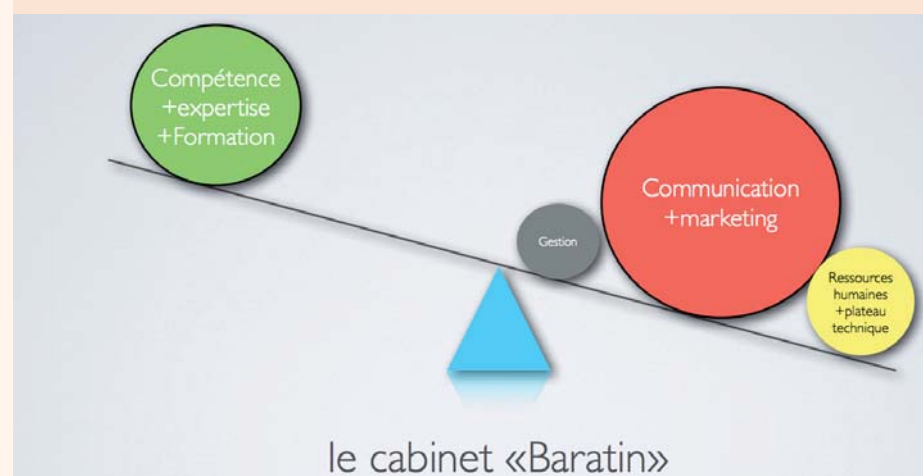 Compétence
+expertise
+Formation
Communication
+marketing
Gestion
Ressources
humaines
+plateau
technique
le cabinet «Baratin»